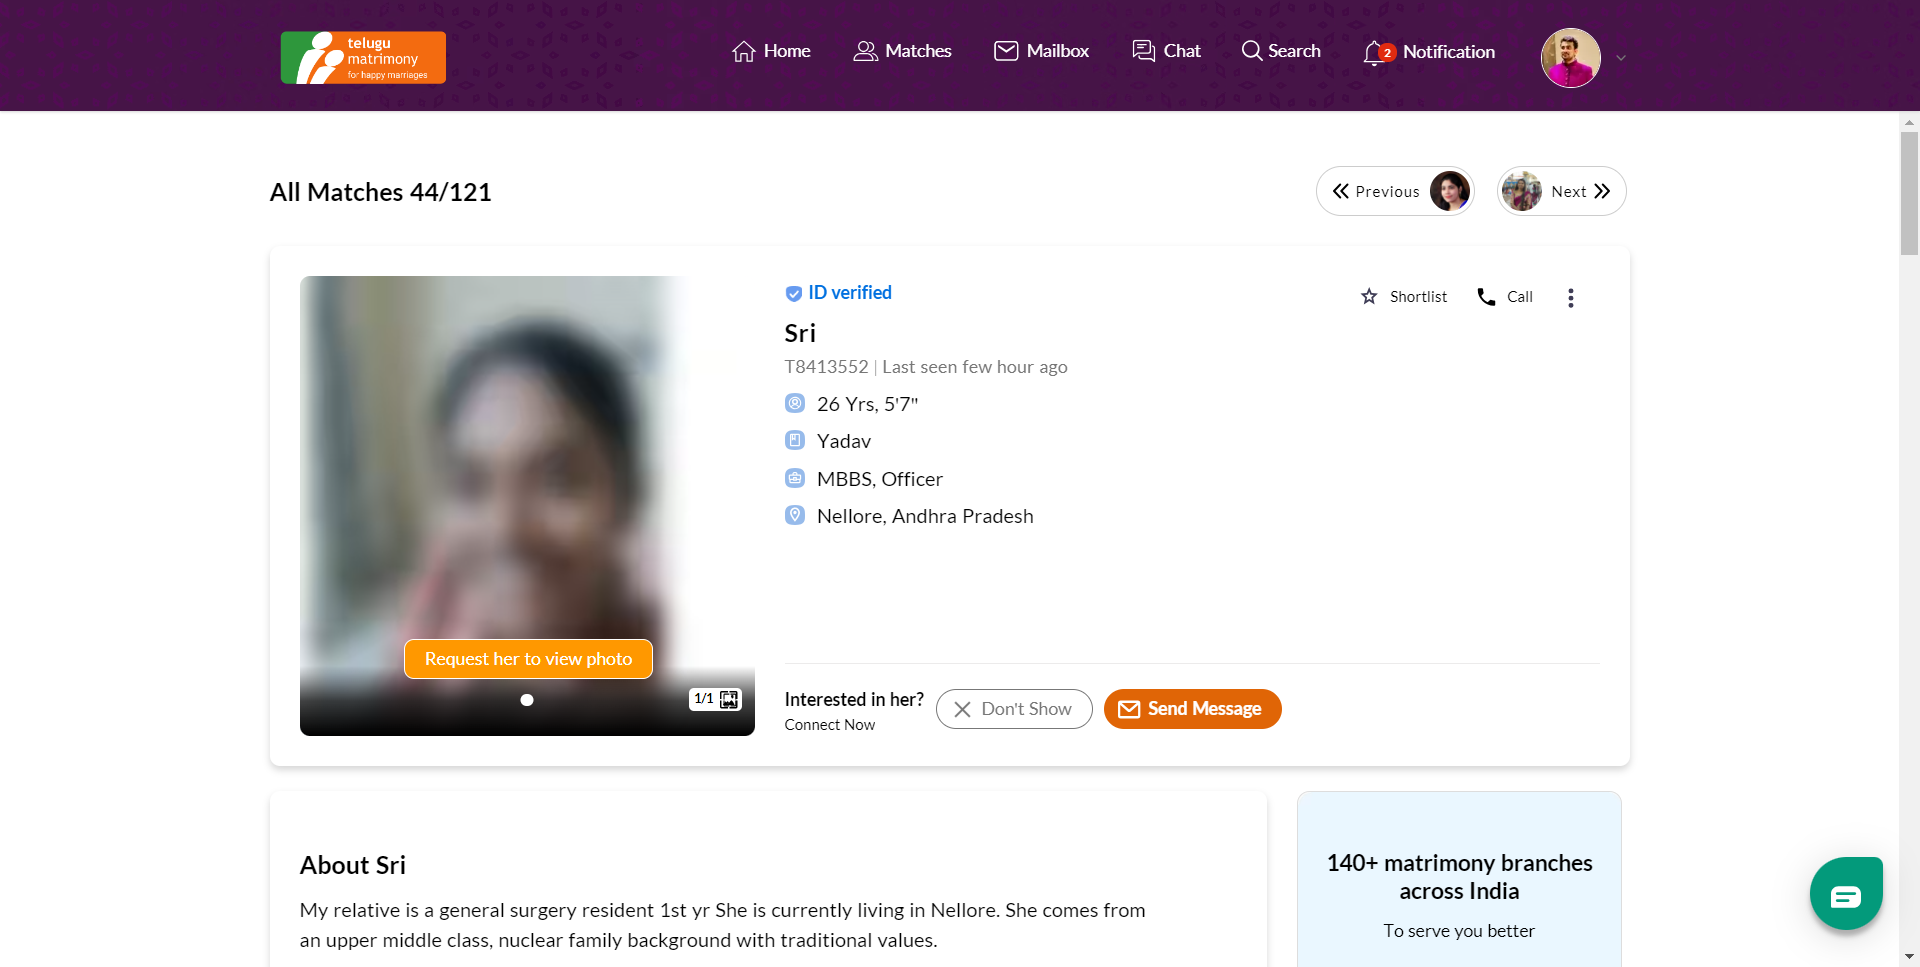 telugu
matrimony
for happy marriages
Home
Matches
Mailbox
Chat
Search
2
Notification
All Matches 44/121
Previous
Next
ID verified
Shortlist
Call
Sri
T8413552 | Last seen few hour ago
26 Yrs, 5'7"
Yadav
MBBS, Officer
Nellore, Andhra Pradesh
Request her to view photo
1/1
Interested in her?
Connect Now
Don't Show
Send Message
About Sri
My relative is a general surgery resident 1st yr She is currently living in Nellore. She comes from
an upper middle class, nuclear family background with traditional values.
140+ matrimony branches
across India
To serve you better